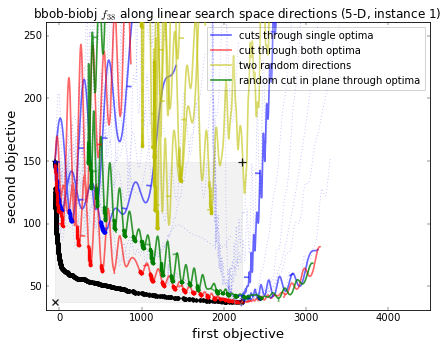 bbob-biobj f₅₈ along linear search space directions (5-D, instance 1)
cuts through single optima
cut through both optima
two random directions
random cut in plane through optima
250
200
150
100
50
second objective
0
1000
2000
3000
4000
first objective